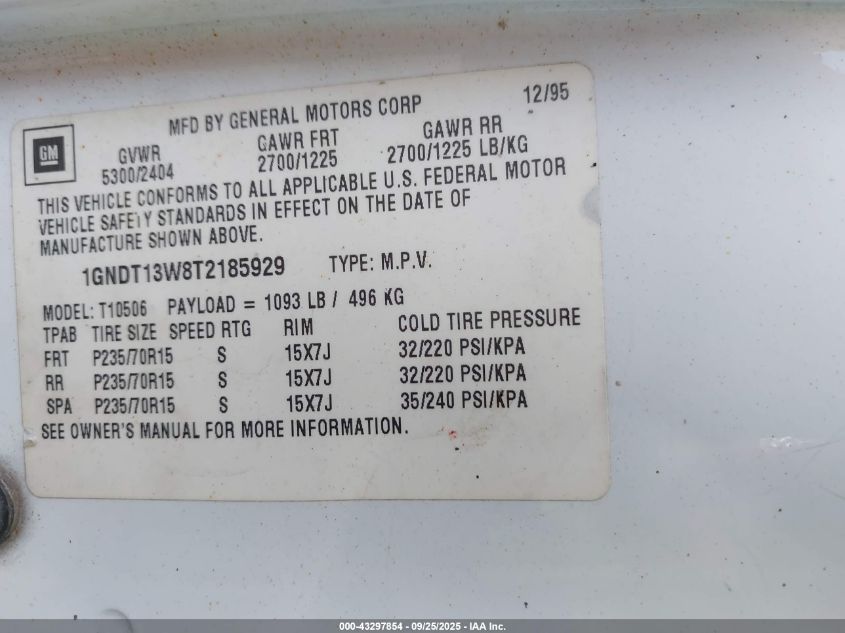 MFD BY GENERAL MOTORS CORP 12/95
GM
GVWR GAWR FRT GAWR RR
5300/2404 2700/1225 2700/1225 LB/KG
THIS VEHICLE CONFORMS TO ALL APPLICABLE U.S. FEDERAL MOTOR
VEHICLE SAFETY STANDARDS IN EFFECT ON THE DATE OF
MANUFACTURE SHOWN ABOVE.
1GNDT13W8T2185929 TYPE: M.P.V.
MODEL: T10506 PAYLOAD = 1093 LB / 496 KG
TPAB TIRE SIZE SPEED RTG RIM COLD TIRE PRESSURE
FRT P235/70R15 S 15X7J 32/220 PSI/KPA
RR P235/70R15 S 15X7J 32/220 PSI/KPA
SPA P235/70R15 S 15X7J 35/240 PSI/KPA
SEE OWNER'S MANUAL FOR MORE INFORMATION.
000-43297854 - 09/25/2025 - IAA Inc.